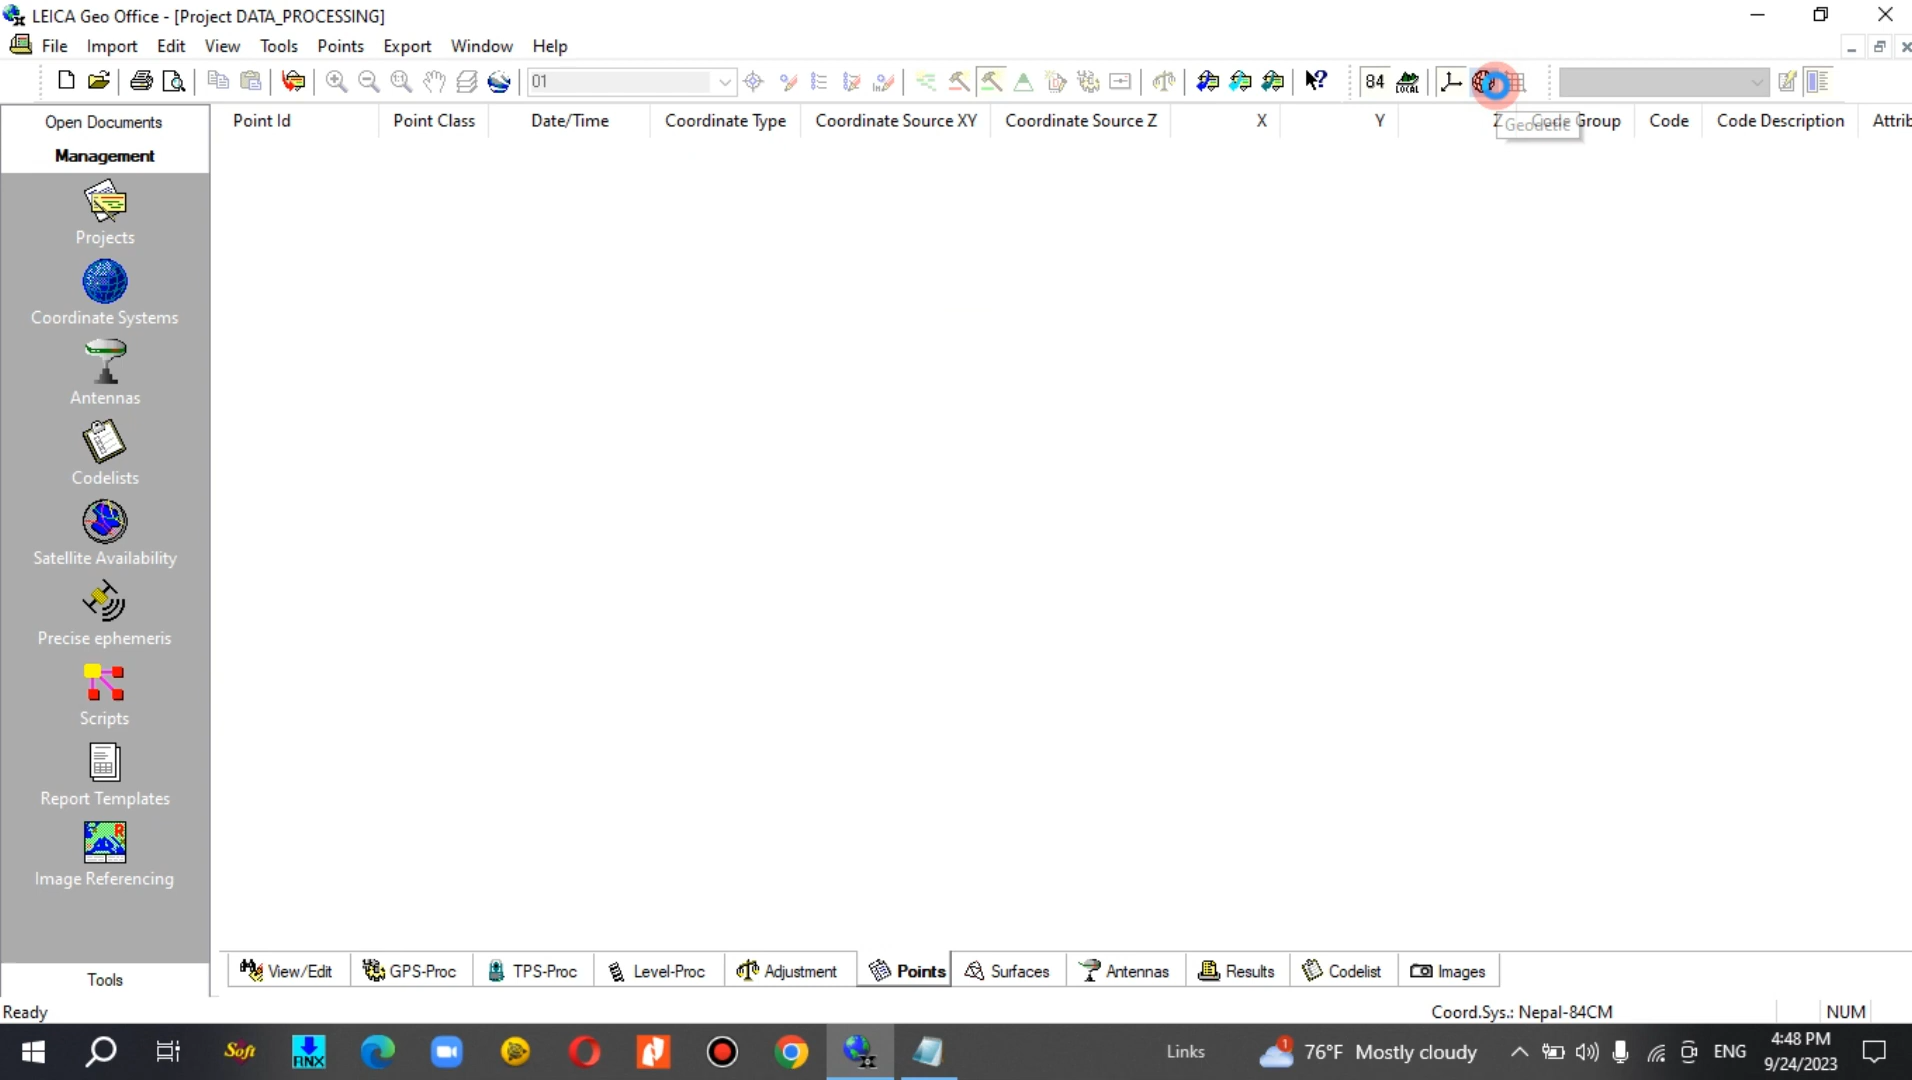 LEICA Geo Office - [Project DATA_PROCESSING]
File Import Edit View Tools Points Export Window Help
01
84
LOCAL
Open Documents
Management
Projects
Coordinate Systems
Antennas
Codelists
Satellite Availability
Precise ephemeris
Scripts
Report Templates
Image Referencing
Tools
Point Id Point Class Date/Time Coordinate Type Coordinate Source XY Coordinate Source Z X Y Z Code Group Code Code Description Attrib
Geodetic
View/Edit GPS-Proc TPS-Proc Level-Proc Adjustment Points Surfaces Antennas Results Codelist Images
Ready Coord.Sys.: Nepal-84CM NUM
Soft RNX Links 1 76°F Mostly cloudy ENG 4:48 PM
9/24/2023